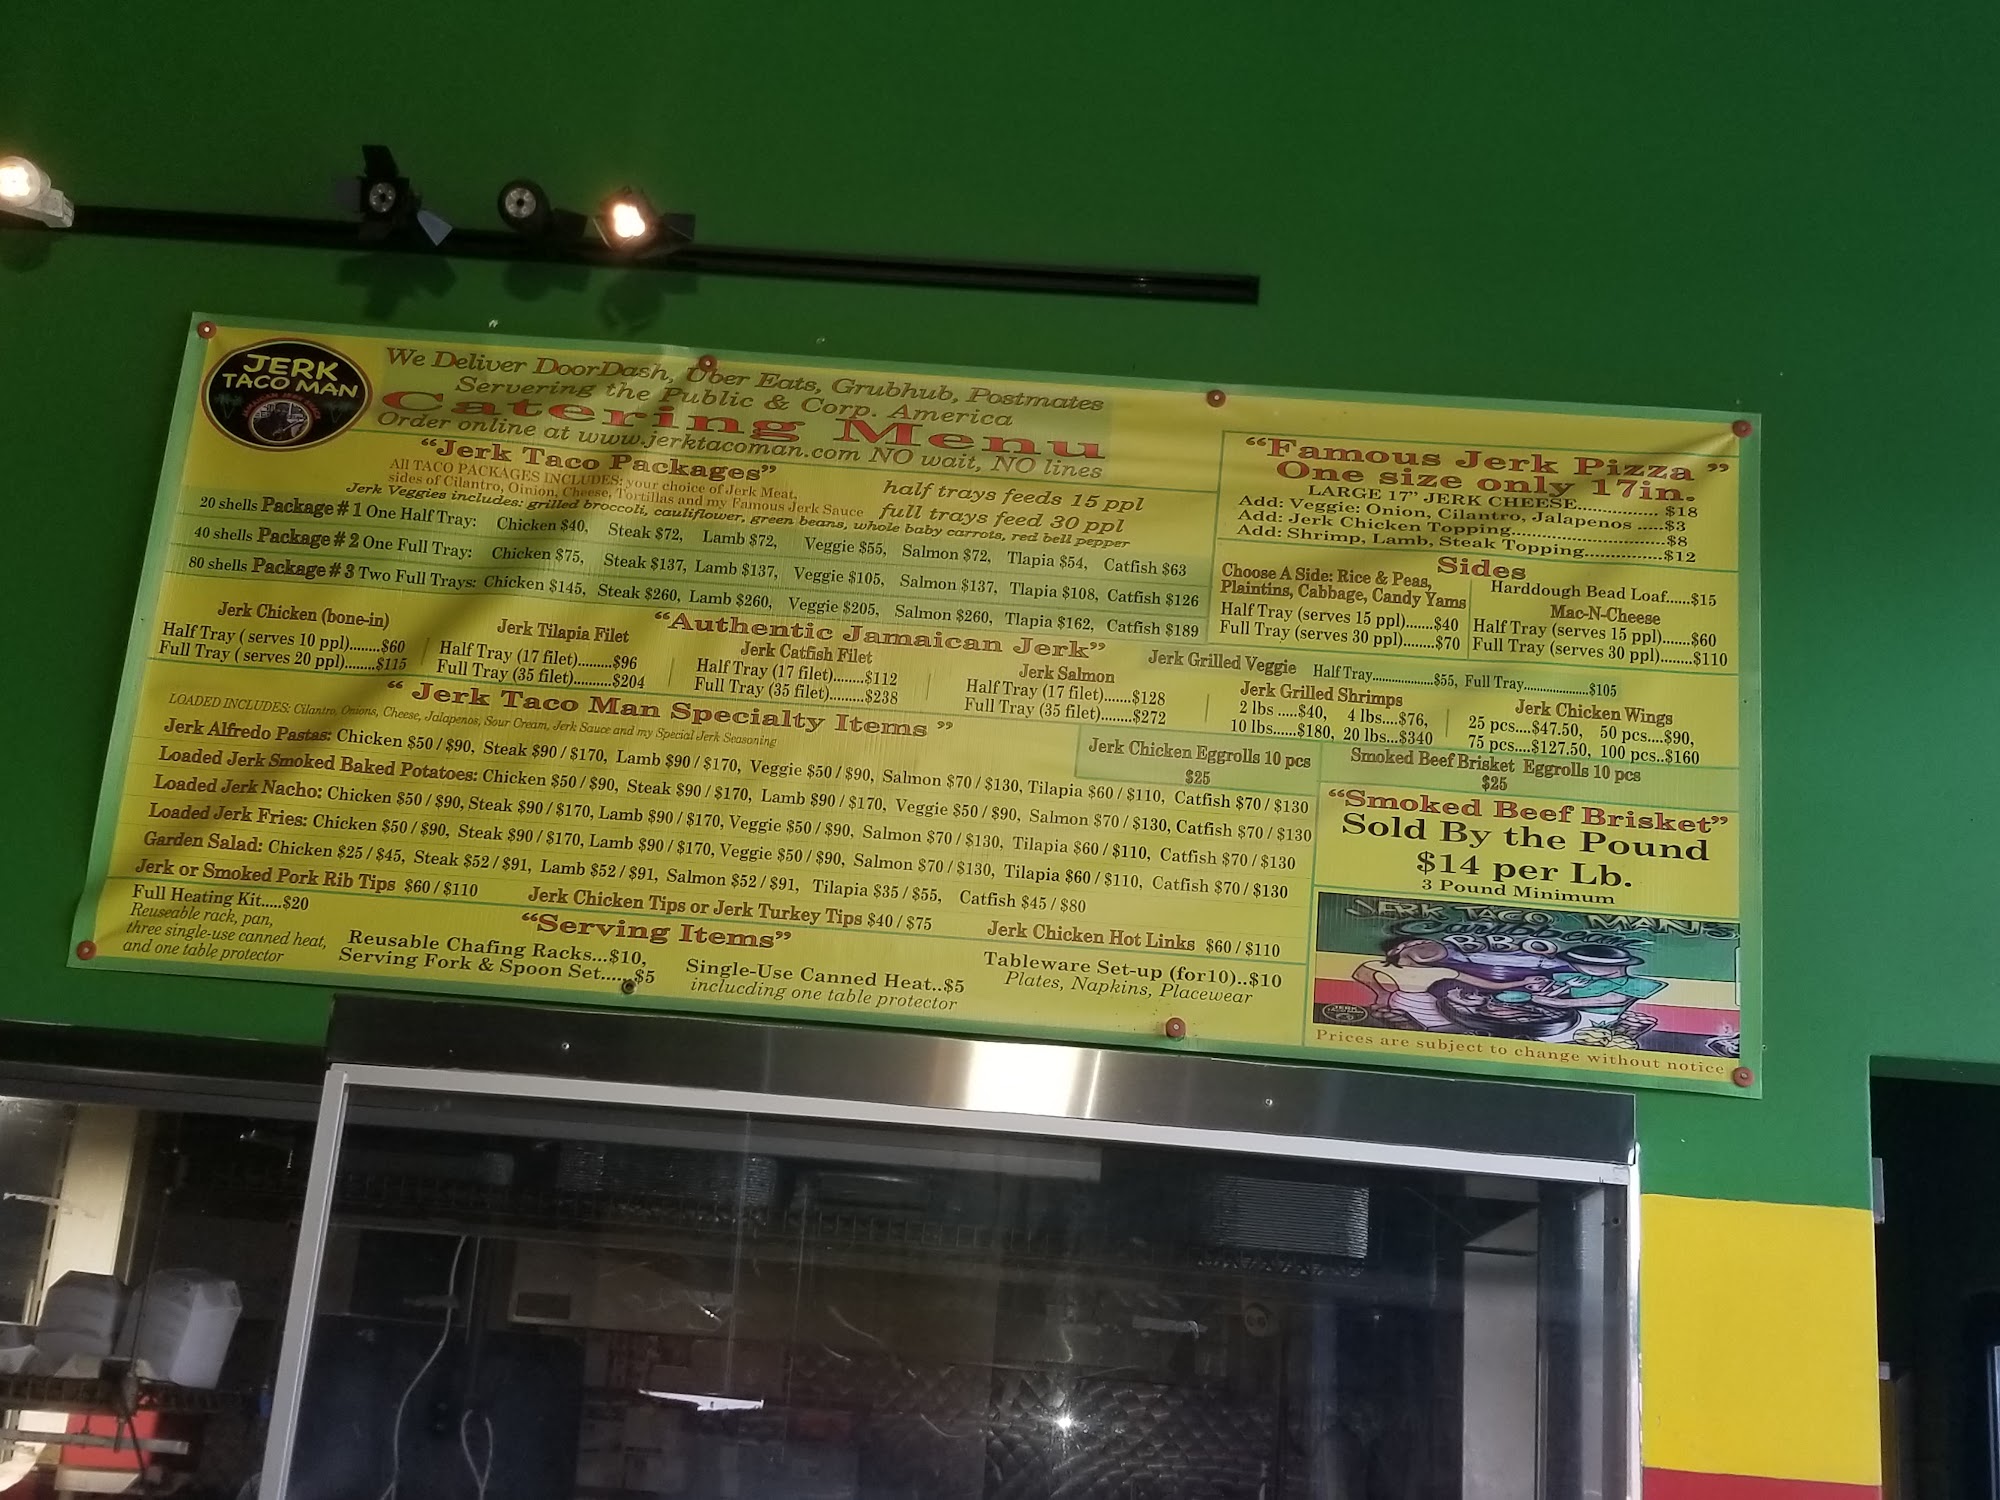 JERK
TACO MAN
We Deliver DoorDash, Uber Eats, Grubhub, Postmates
Servering the Public & Corp. America
Catering Menu
Order online at www.jerktacoman.com NO wait, NO lines
"Jerk Taco Packages"
All TACO PACKAGES INCLUDES: your choice of Jerk Meat,
sides of Cilantro, Oinion, Cheese, Tortillas and my Famous Jerk Sauce
half trays feeds 15 ppl
full trays feed 30 ppl
Jerk Veggies includes: grilled broccoli, cauliflower, green beans, whole baby carrots, red bell pepper
20 shells Package # 1 One Half Tray: Chicken $40, Steak $72, Lamb $72, Veggie $55, Salmon $72, Tlapia $54, Catfish $63
40 shells Package # 2 One Full Tray: Chicken $75, Steak $137, Lamb $137, Veggie $105, Salmon $137, Tlapia $108, Catfish $126
80 shells Package # 3 Two Full Trays: Chicken $145, Steak $260, Lamb $260, Veggie $205, Salmon $260, Tlapia $162, Catfish $189
"Authentic Jamaican Jerk"
Jerk Chicken (bone-in)
Half Tray ( serves 10 ppl)........$60
Full Tray ( serves 20 ppl)........$115
Jerk Tilapia Filet
Half Tray (17 filet).........$96
Full Tray (35 filet)..........$204
Jerk Catfish Filet
Half Tray (17 filet)........$112
Full Tray (35 filet)........$238
Jerk Salmon
Half Tray (17 filet)......$128
Full Tray (35 filet)........$272
Jerk Grilled Veggie Half Tray....................$55, Full Tray.....................$105
Jerk Grilled Shrimps
2 lbs .....$40, 4 lbs....$76,
10 lbs......$180, 20 lbs...$340
Jerk Chicken Wings
25 pcs....$47.50, 50 pcs....$90,
75 pcs....$127.50, 100 pcs..$160
" Jerk Taco Man Specialty Items "
LOADED INCLUDES: Cilantro, Onions, Cheese, Jalapenos, Sour Cream, Jerk Sauce and my Special Jerk Seasoning
Jerk Alfredo Pastas: Chicken $50 / $90, Steak $90 / $170, Lamb $90 / $170, Veggie $50 / $90, Salmon $70 / $130, Tilapia $60 / $110, Catfish $70 / $130
Loaded Jerk Smoked Baked Potatoes: Chicken $50 / $90, Steak $90 / $170, Lamb $90 / $170, Veggie $50 / $90, Salmon $70 / $130, Catfish $70 / $130
Loaded Jerk Nacho: Chicken $50 / $90, Steak $90 / $170, Lamb $90 / $170, Veggie $50 / $90, Salmon $70 / $130, Tilapia $60 / $110, Catfish $70 / $130
Loaded Jerk Fries: Chicken $50 / $90, Steak $90 / $170, Lamb $90 / $170, Veggie $50 / $90, Salmon $70 / $130, Tilapia $60 / $110, Catfish $70 / $130
Garden Salad: Chicken $25 / $45, Steak $52 / $91, Lamb $52 / $91, Salmon $52 / $91, Tilapia $35 / $55, Catfish $45 / $80
Jerk or Smoked Pork Rib Tips $60 / $110
Jerk Chicken Tips or Jerk Turkey Tips $40 / $75
Jerk Chicken Hot Links $60 / $110
Jerk Chicken Eggrolls 10 pcs
$25
Smoked Beef Brisket Eggrolls 10 pcs
$25
"Serving Items"
Full Heating Kit.....$20
Reuseable rack, pan,
three single-use canned heat,
and one table protector
Reusable Chafing Racks...$10,
Serving Fork & Spoon Set......$5
Single-Use Canned Heat..$5
inclucding one table protector
Tableware Set-up (for10)..$10
Plates, Napkins, Placewear
"Famous Jerk Pizza "
One size only 17in.
LARGE 17" JERK CHEESE............... $18
Add: Veggie: Onion, Cilantro, Jalapenos .....$3
Add: Jerk Chicken Topping.............................$8
Add: Shrimp, Lamb, Steak Topping..............$12
Sides
Choose A Side: Rice & Peas,
Plaintins, Cabbage, Candy Yams
Half Tray (serves 15 ppl).......$40
Full Tray (serves 30 ppl).......$70
Harddough Bead Loaf......$15
Mac-N-Cheese
Half Tray (serves 15 ppl)......$60
Full Tray (serves 30 ppl).......$110
"Smoked Beef Brisket"
Sold By the Pound
$14 per Lb.
3 Pound Minimum
JERK TACO MAN'S
Caribbean
BBQ
Prices are subject to change without notice